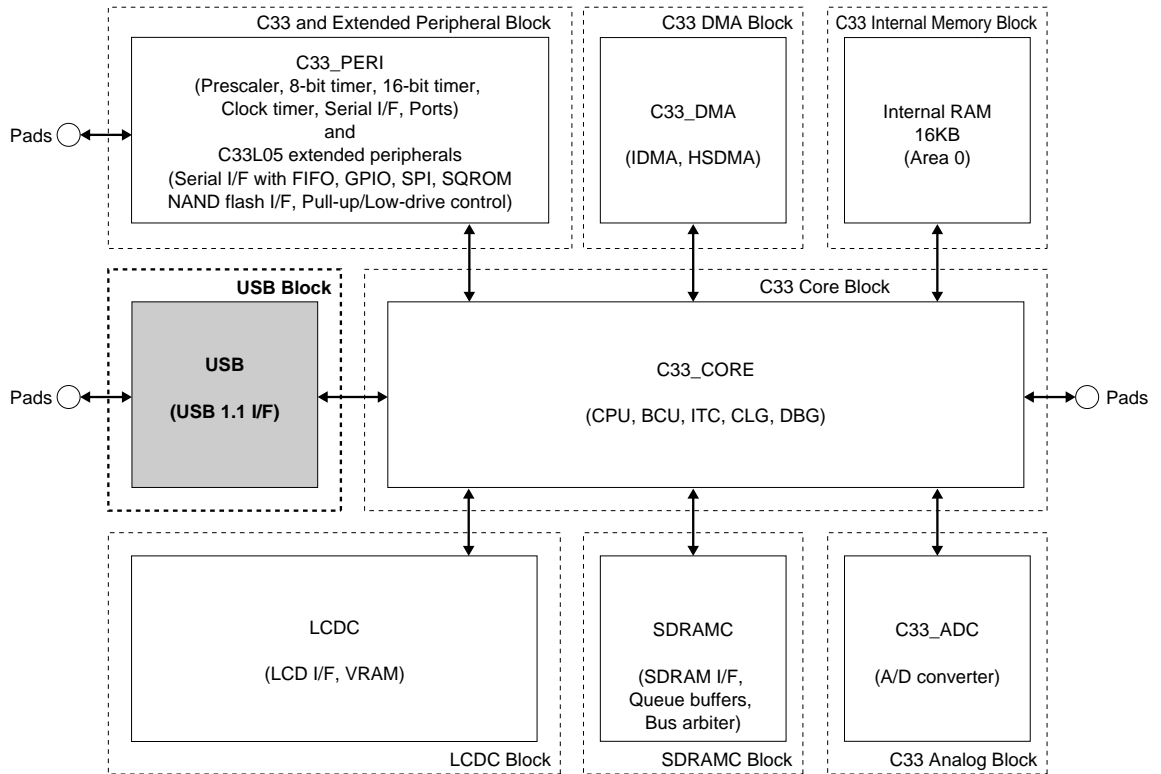 C33 and Extended Peripheral Block
C33_PERI
(Prescaler, 8-bit timer, 16-bit timer,
Clock timer, Serial I/F, Ports)
and
C33L05 extended peripherals
(Serial I/F with FIFO, GPIO, SPI, SQROM
NAND flash I/F, Pull-up/Low-drive control)
Pads
C33 DMA Block
C33_DMA
(IDMA, HSDMA)
C33 Internal Memory Block
Internal RAM
16KB
(Area 0)
USB Block
USB
(USB 1.1 I/F)
Pads
C33 Core Block
C33_CORE
(CPU, BCU, ITC, CLG, DBG)
Pads
LCDC
(LCD I/F, VRAM)
LCDC Block
SDRAMC
(SDRAM I/F,
Queue buffers,
Bus arbiter)
SDRAMC Block
C33_ADC
(A/D converter)
C33 Analog Block